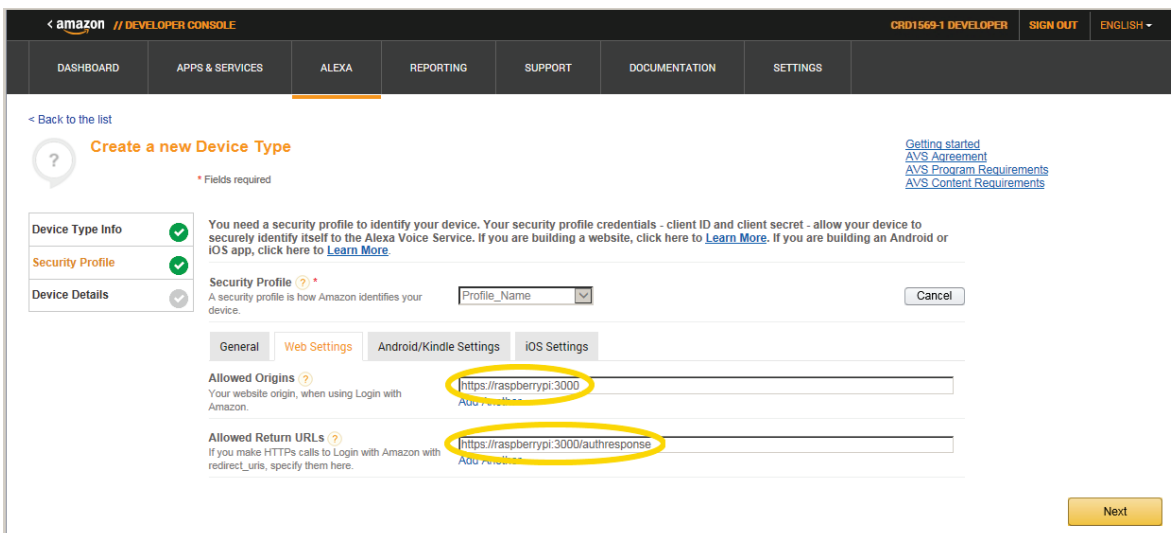 < amazon // DEVELOPER CONSOLE CRD1569-1 DEVELOPER SIGN OUT ENGLISH
DASHBOARD APPS & SERVICES ALEXA REPORTING SUPPORT DOCUMENTATION SETTINGS
< Back to the list
? Create a new Device Type
* Fields required
Getting started
AVS Agreement
AVS Program Requirements
AVS Content Requirements
Device Type Info
Security Profile
Device Details
You need a security profile to identify your device. Your security profile credentials - client ID and client secret - allow your device to
securely identify itself to the Alexa Voice Service. If you are building a website, click here to Learn More. If you are building an Android or
iOS app, click here to Learn More.
Security Profile ? *
A security profile is how Amazon identifies your
device.
Profile_Name
Cancel
General Web Settings Android/Kindle Settings iOS Settings
Allowed Origins ?
Your website origin, when using Login with
Amazon.
https://raspberrypi:3000
Add Another
Allowed Return URLs ?
If you make HTTPs calls to Login with Amazon with
redirect_uris, specify them here.
https://raspberrypi:3000/authresponse
Add Another
Next